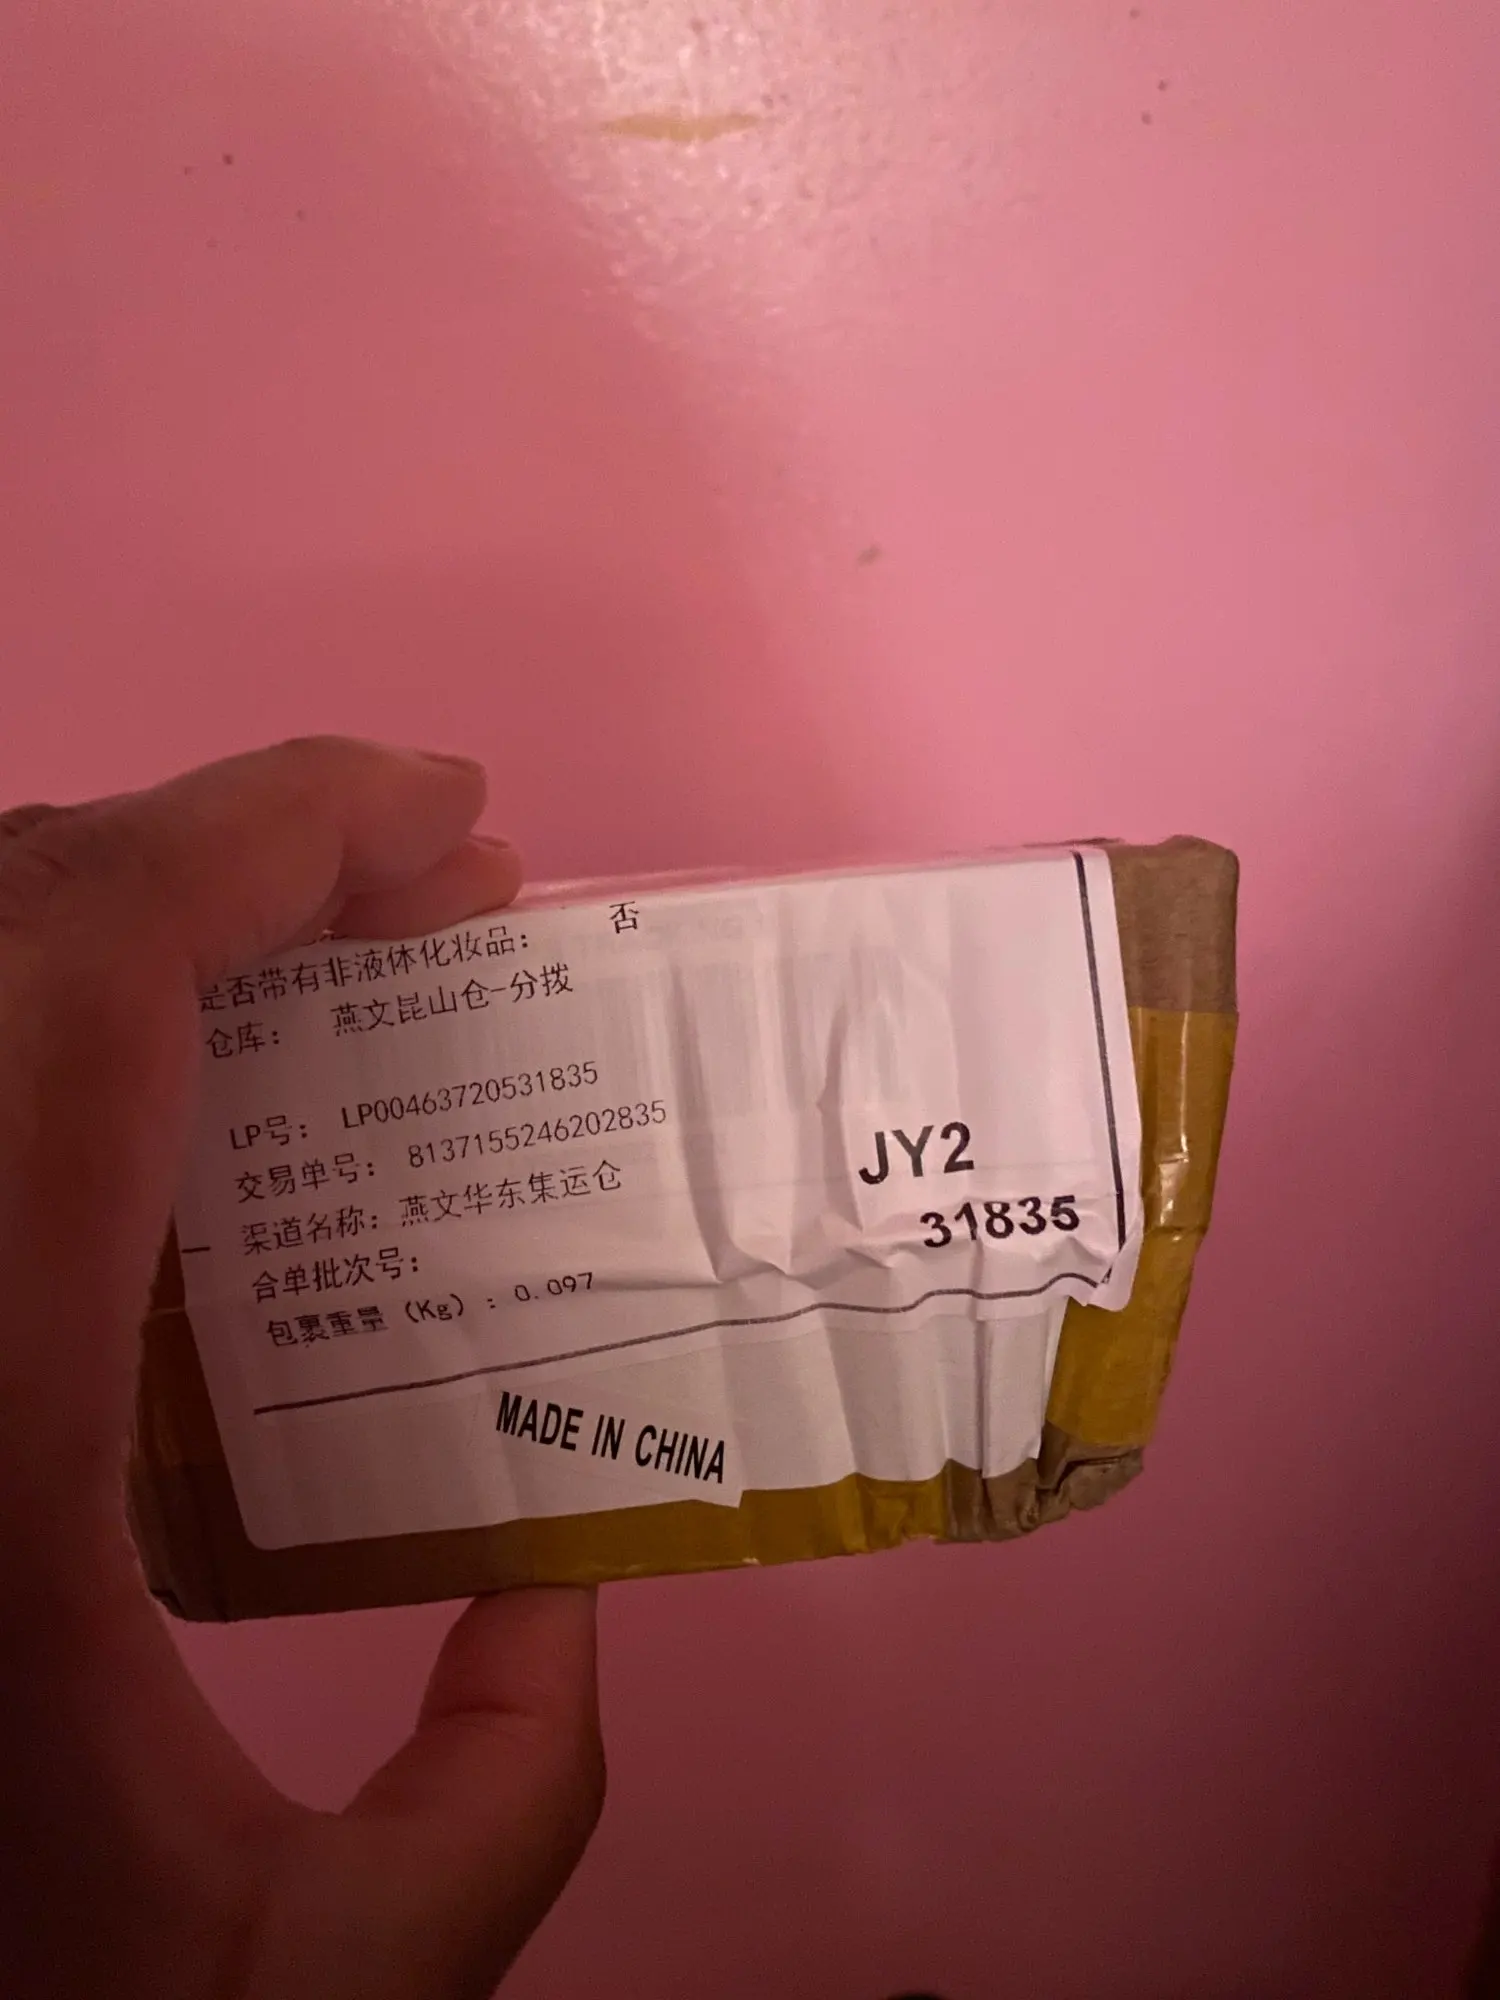 否
是否带有非液体化妆品：
仓库： 燕文昆山仓-分拨
LP号： LP00463720531835
交易单号： 8137155246202835
渠道名称：燕文华东集运仓
合单批次号：
包裹重量（Kg）：0.097
JY2
31835
MADE IN CHINA